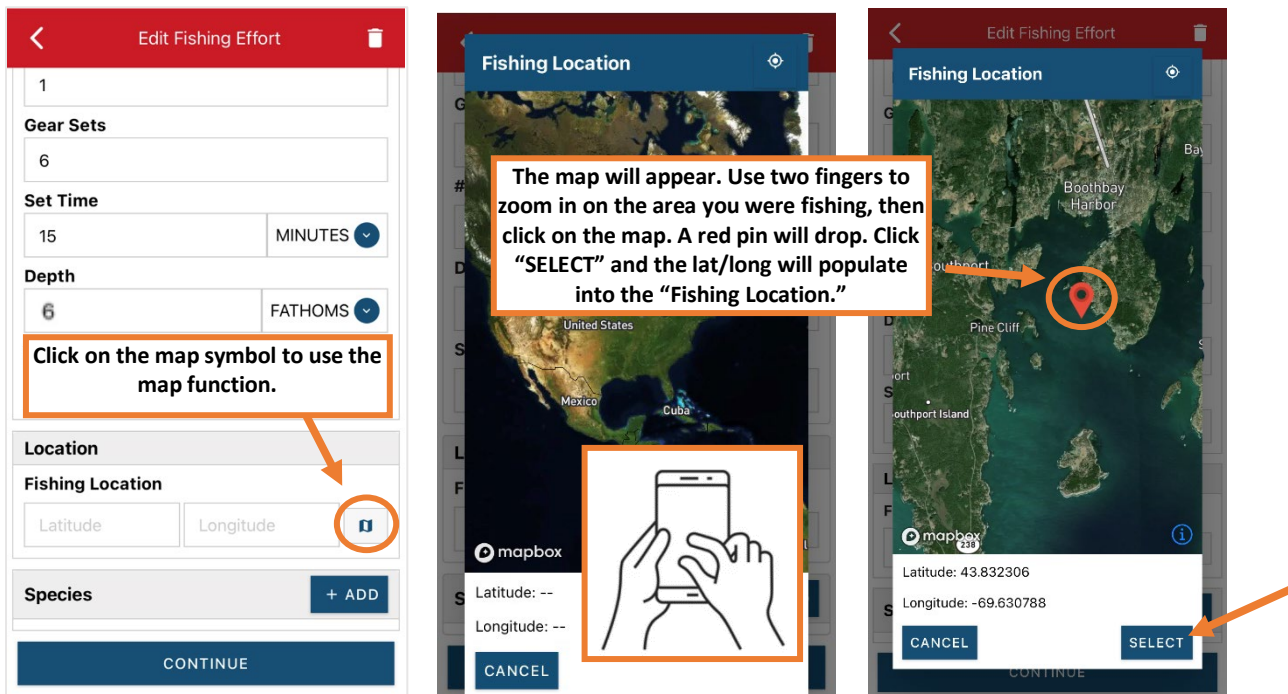 Edit Fishing Effort
1
Gear Sets
6
Set Time
15
MINUTES
Depth
6
FATHOMS
Click on the map symbol to use the
map function.
Location
Fishing Location
Latitude
Longitude
Species
+ ADD
CONTINUE
Fishing Location
G
#
D
S
L
F
S
The map will appear. Use two fingers to
zoom in on the area you were fishing, then
click on the map. A red pin will drop. Click
“SELECT” and the lat/long will populate
into the “Fishing Location.”
United States
Mexico
Cuba
mapbox
Latitude: --
Longitude: --
CANCEL
Edit Fishing Effort
Fishing Location
G
D
S
L
F
S
Bay
Boothbay
Harbor
outhport
Pine Cliff
port
outhport Island
mapbox
238
Latitude: 43.832306
Longitude: -69.630788
CANCEL
SELECT
CONTINUE